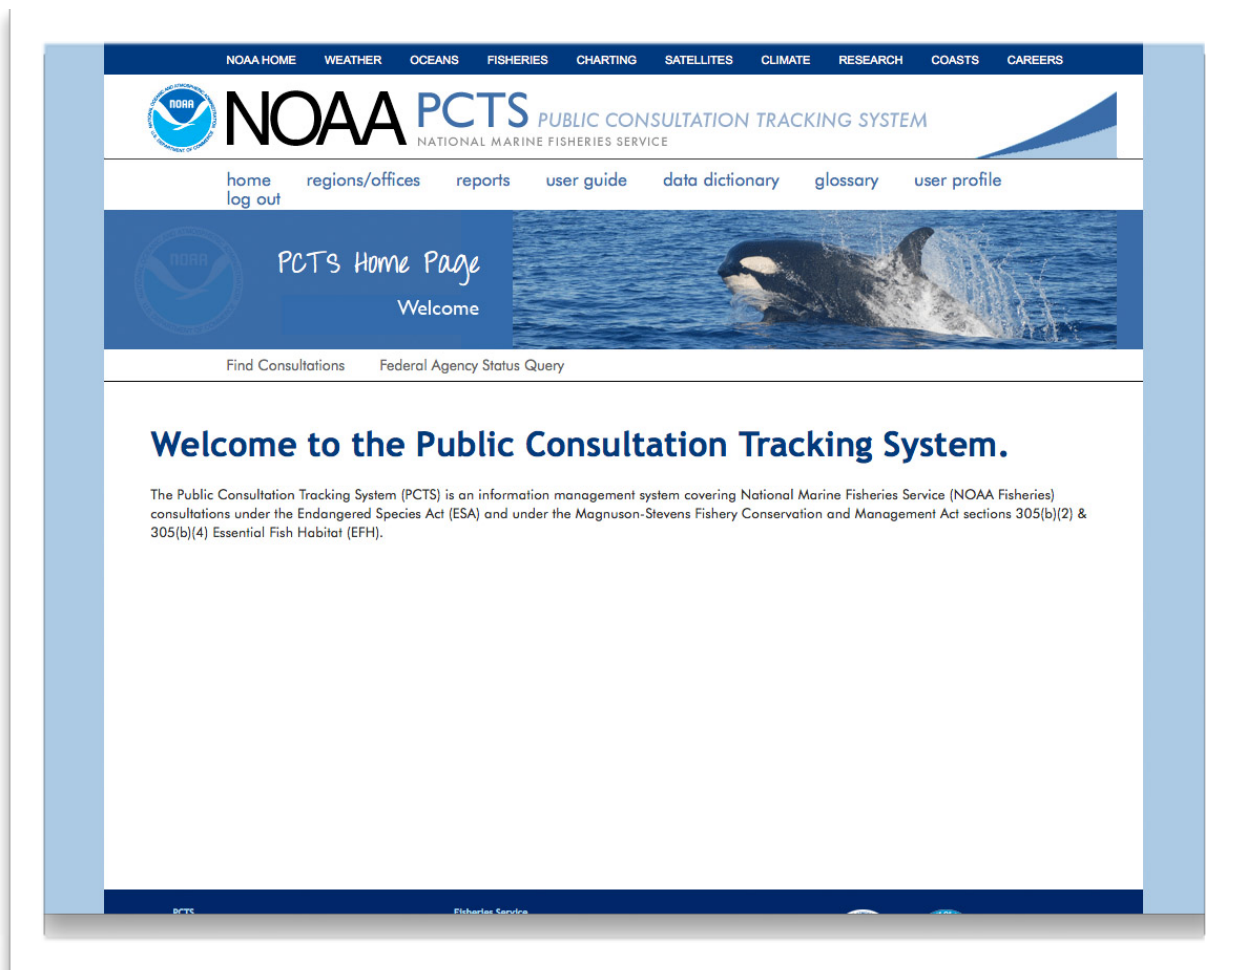 NOAA HOME WEATHER OCEANS FISHERIES CHARTING SATELLITES CLIMATE RESEARCH COASTS CAREERS
NOAA
NOAA PCTS PUBLIC CONSULTATION TRACKING SYSTEM
NATIONAL MARINE FISHERIES SERVICE
home regions/offices reports user guide data dictionary glossary user profile
log out
NOAA
PCTS Home Page
Welcome
Find Consultations Federal Agency Status Query
Welcome to the Public Consultation Tracking System.
The Public Consultation Tracking System (PCTS) is an information management system covering National Marine Fisheries Service (NOAA Fisheries)
consultations under the Endangered Species Act (ESA) and under the Magnuson-Stevens Fishery Conservation and Management Act sections 305(b)(2) &
305(b)(4) Essential Fish Habitat (EFH).
PCTS Fisheries Service